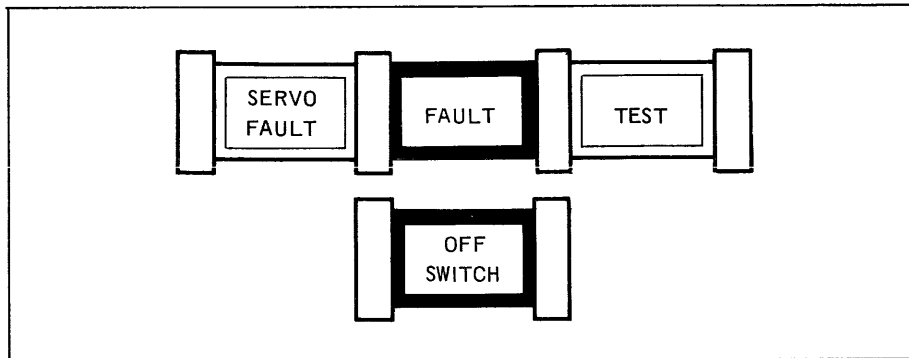 SERVO
FAULT
FAULT
TEST
OFF
SWITCH